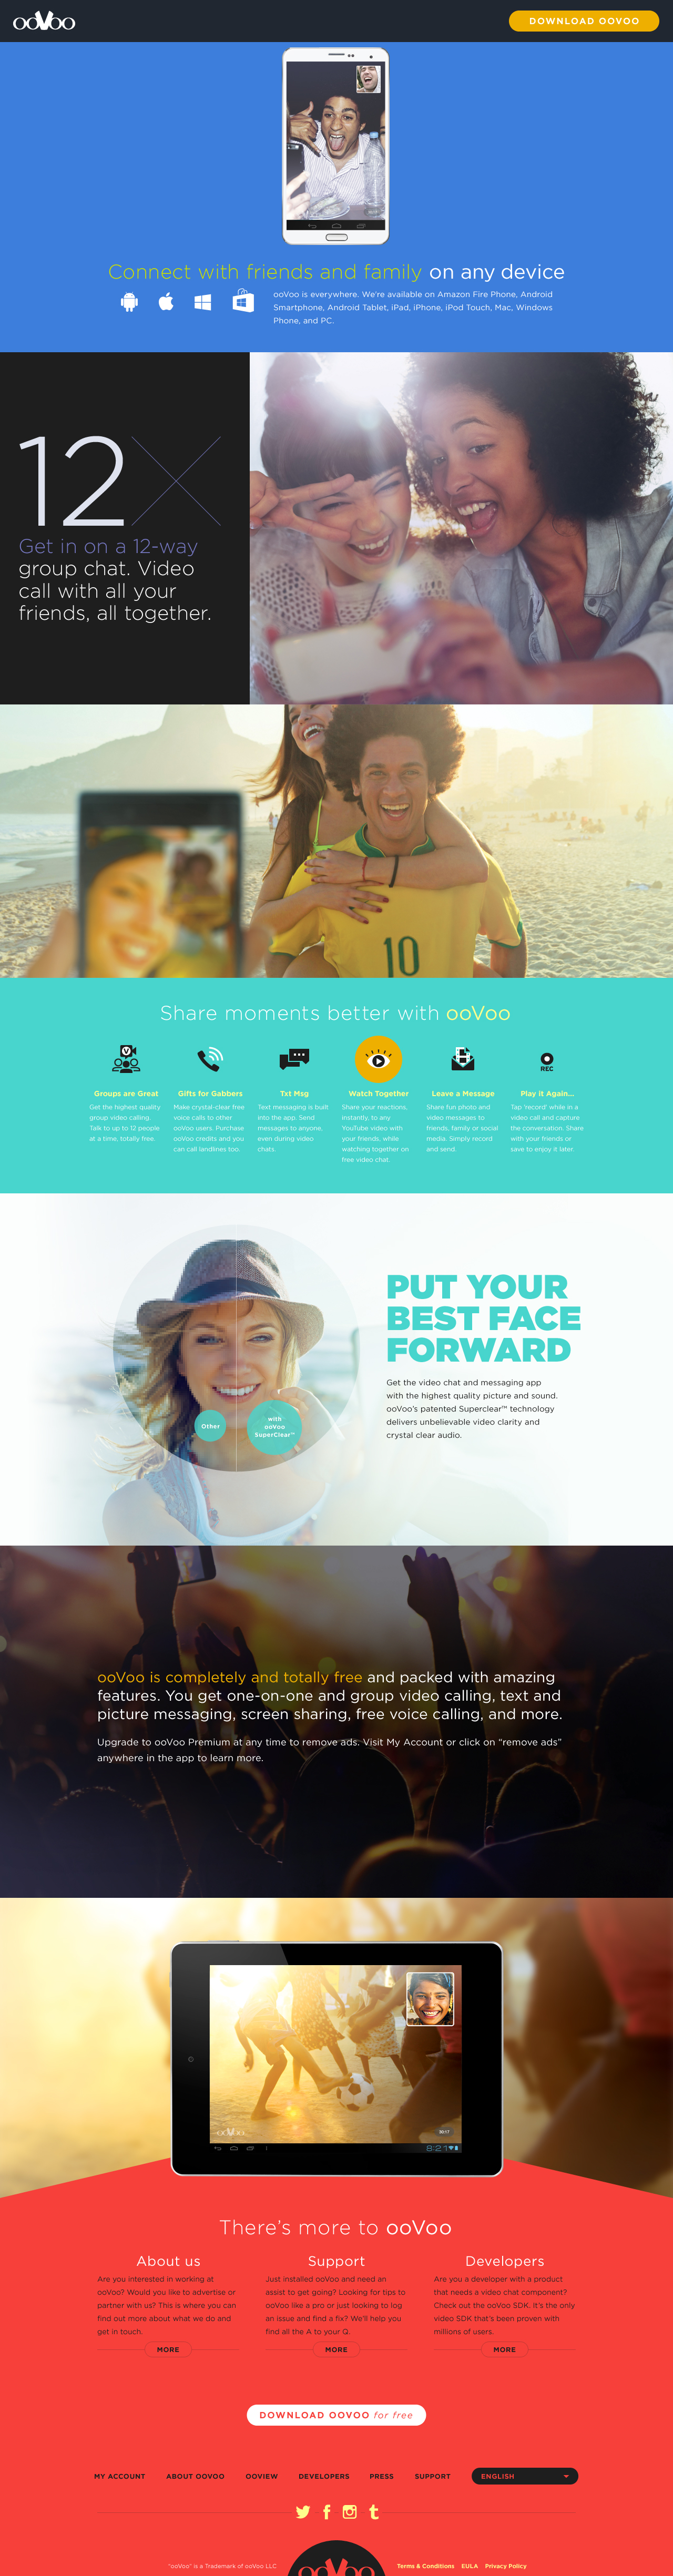 ooVoo
DOWNLOAD OOVOO
Connect with friends and family on any device
ooVoo is everywhere. We're available on Amazon Fire Phone, Android
Smartphone, Android Tablet, iPad, iPhone, iPod Touch, Mac, Windows
Phone, and PC.
12X
Get in on a 12-way
group chat. Video
call with all your
friends, all together.
10
Share moments better with ooVoo
V
REC
Groups are Great
Get the highest quality
group video calling.
Talk to up to 12 people
at a time, totally free.
Gifts for Gabbers
Make crystal-clear free
voice calls to other
ooVoo users. Purchase
ooVoo credits and you
can call landlines too.
Txt Msg
Text messaging is built
into the app. Send
messages to anyone,
even during video
chats.
Watch Together
Share your reactions,
instantly, to any
YouTube video with
your friends, while
watching together on
free video chat.
Leave a Message
Share fun photo and
video messages to
friends, family or social
media. Simply record
and send.
Play it Again...
Tap 'record' while in a
video call and capture
the conversation. Share
with your friends or
save to enjoy it later.
Other
with
ooVoo
SuperClear™
PUT YOUR
BEST FACE
FORWARD
Get the video chat and messaging app
with the highest quality picture and sound.
ooVoo's patented Superclear™ technology
delivers unbelievable video clarity and
crystal clear audio.
ooVoo is completely and totally free and packed with amazing
features. You get one-on-one and group video calling, text and
picture messaging, screen sharing, free voice calling, and more.
Upgrade to ooVoo Premium at any time to remove ads. Visit My Account or click on "remove ads"
anywhere in the app to learn more.
ooVoo
8:21
There's more to ooVoo
About us
Are you interested in working at
ooVoo? Would you like to advertise or
partner with us? This is where you can
find out more about what we do and
get in touch.
MORE
Support
Just installed ooVoo and need an
assist to get going? Looking for tips to
ooVoo like a pro or just looking to log
an issue and find a fix? We'll help you
find all the A to your Q.
MORE
Developers
Are you a developer with a product
that needs a video chat component?
Check out the ooVoo SDK. It's the only
video SDK that's been proven with
millions of users.
MORE
DOWNLOAD OOVOO for free
MY ACCOUNT ABOUT OOVOO OOVIEW DEVELOPERS PRESS SUPPORT ENGLISH
"ooVoo" is a Trademark of ooVoo LLC
ooVoo
Terms & Conditions EULA Privacy Policy